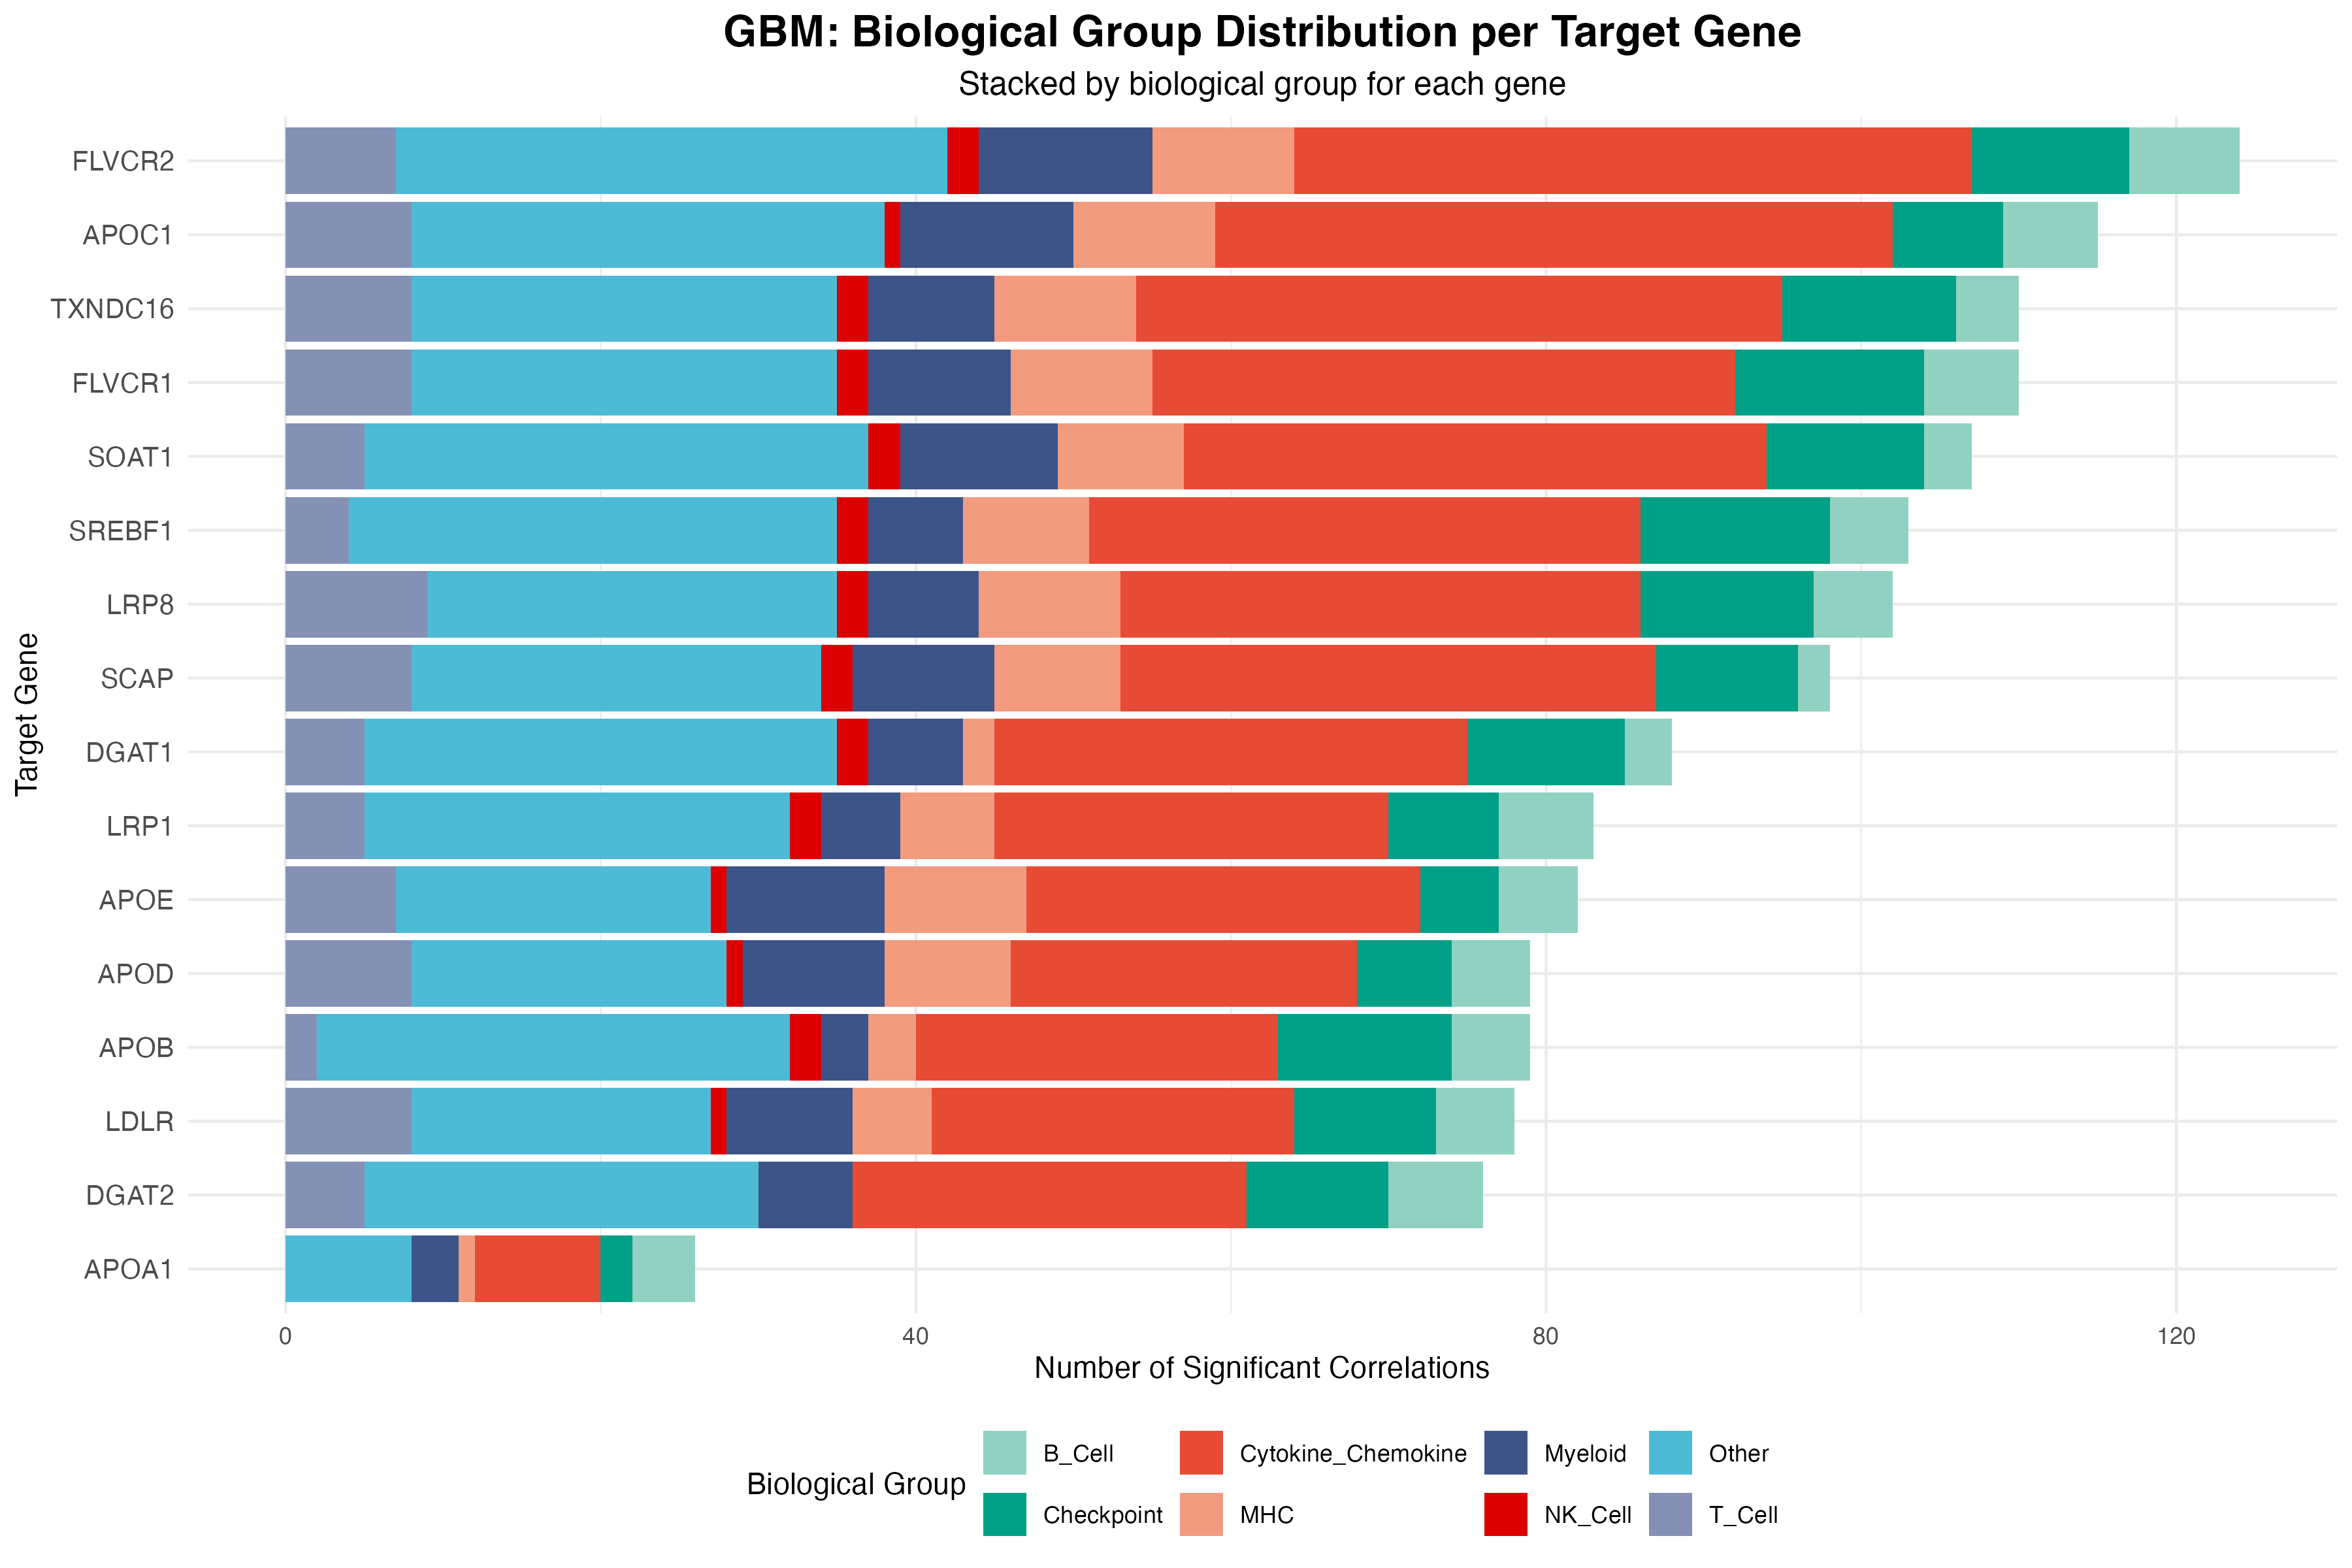 GBM: Biological Group Distribution per Target Gene
Stacked by biological group for each gene
Target Gene
FLVCR2
APOC1
TXNDC16
FLVCR1
SOAT1
SREBF1
LRP8
SCAP
DGAT1
LRP1
APOE
APOD
APOB
LDLR
DGAT2
APOA1
0 40 80 120
Number of Significant Correlations
Biological Group
B_Cell Cytokine_Chemokine Myeloid Other
Checkpoint MHC NK_Cell T_Cell